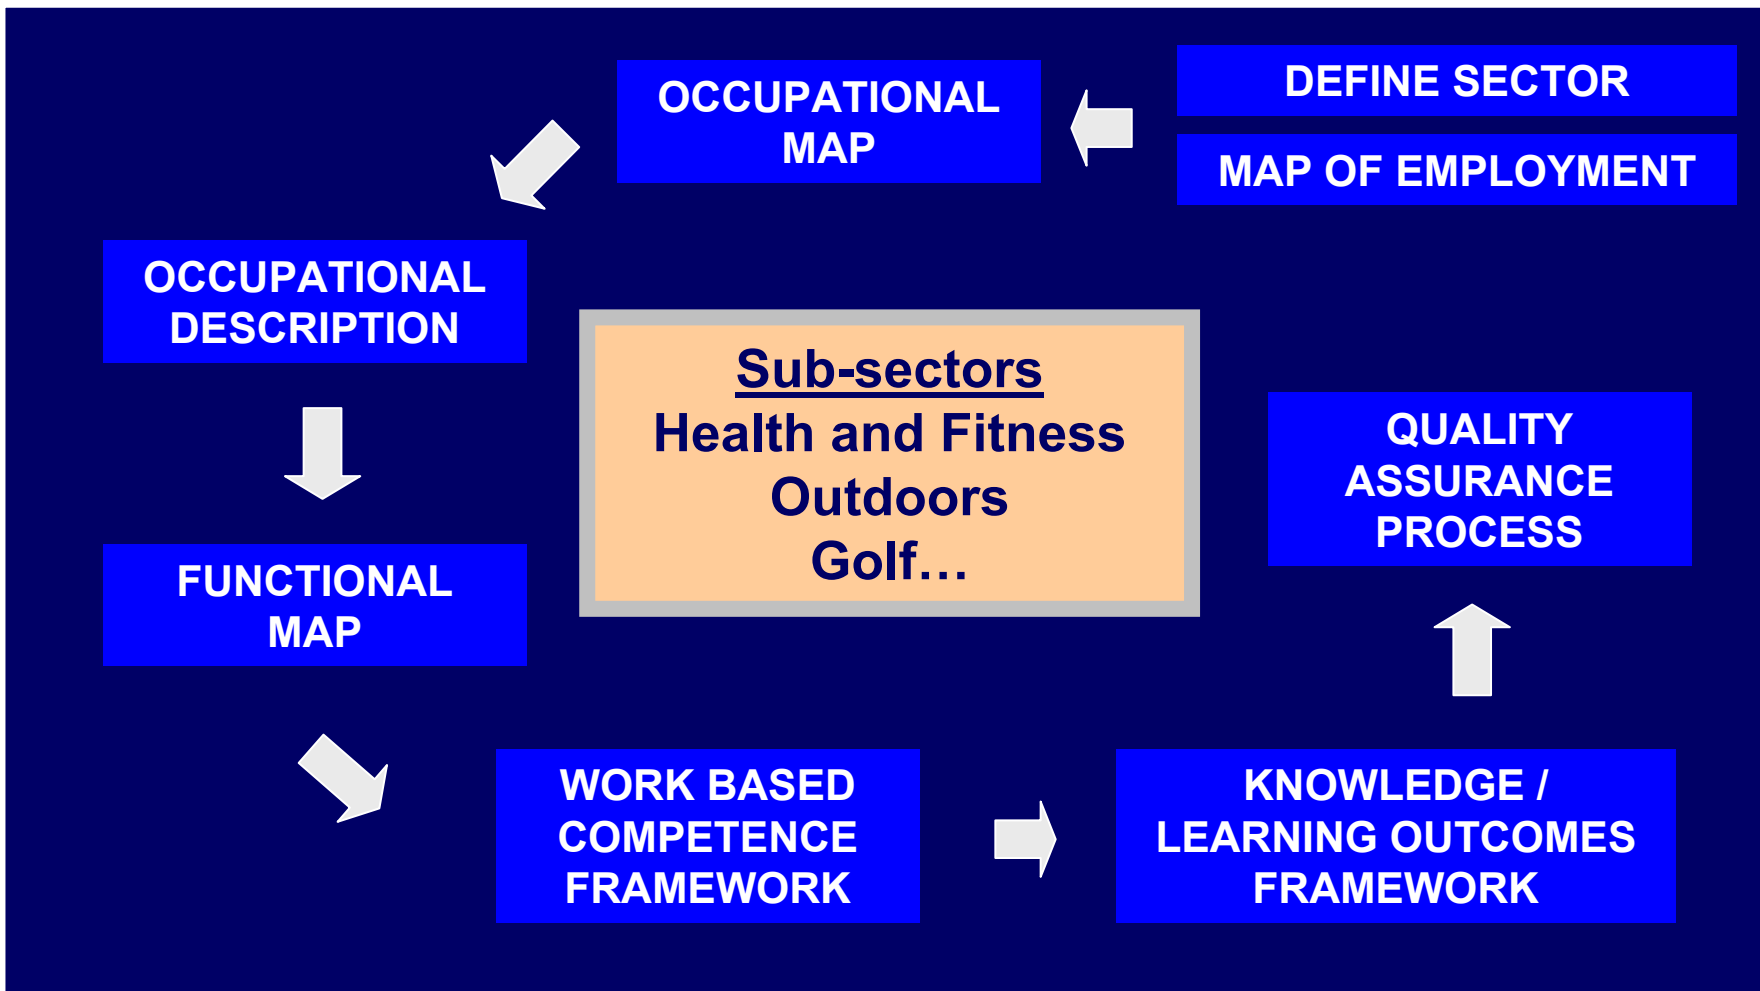 DEFINE SECTOR
MAP OF EMPLOYMENT
OCCUPATIONAL
MAP
OCCUPATIONAL
DESCRIPTION
FUNCTIONAL
MAP
WORK BASED
COMPETENCE
FRAMEWORK
KNOWLEDGE /
LEARNING OUTCOMES
FRAMEWORK
QUALITY
ASSURANCE
PROCESS
Sub-sectors
Health and Fitness
Outdoors
Golf…